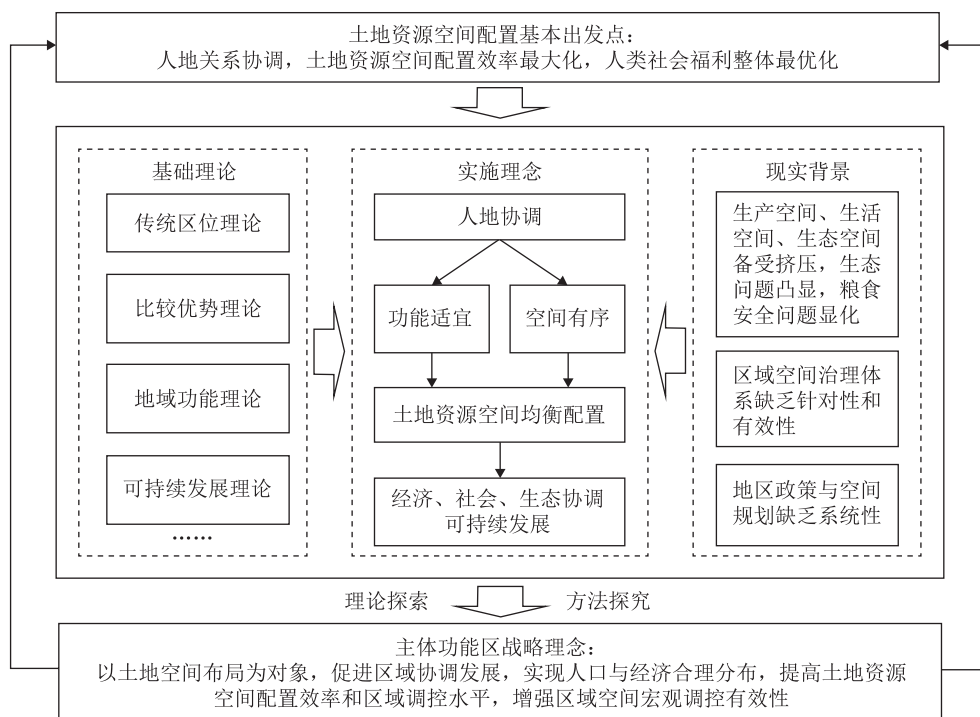 土地资源空间配置基本出发点：
人地关系协调，土地资源空间配置效率最大化，人类社会福利整体最优化
基础理论
传统区位理论
比较优势理论
地域功能理论
可持续发展理论
……
实施理念
人地协调
功能适宜
空间有序
土地资源空间均衡配置
经济、社会、生态协调
可持续发展
现实背景
生产空间、生活
空间、生态空间
备受挤压，生态
问题凸显，粮食
安全问题显化
区域空间治理体
系缺乏针对性和
有效性
地区政策与空间
规划缺乏系统性
理论探索
方法探究
主体功能区战略理念：
以土地空间布局为对象，促进区域协调发展，实现人口与经济合理分布，提高土地资源
空间配置效率和区域调控水平，增强区域空间宏观调控有效性